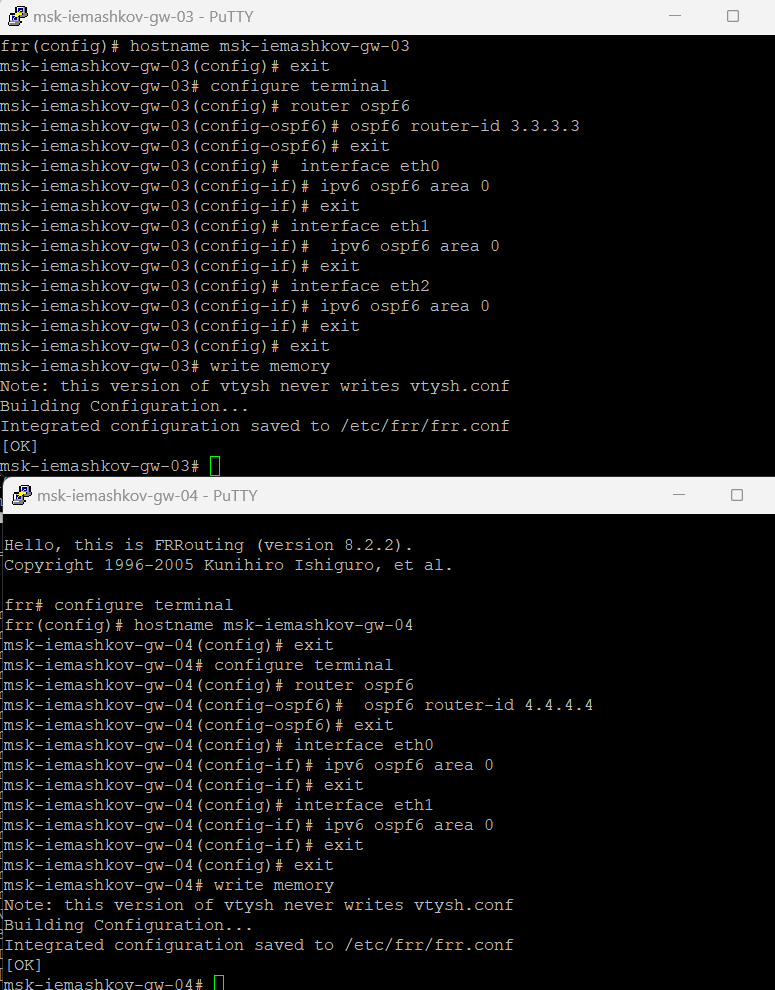 msk-iemashkov-gw-03 - PuTTY
frr(config)# hostname msk-iemashkov-gw-03
msk-iemashkov-gw-03(config)# exit
msk-iemashkov-gw-03# configure terminal
msk-iemashkov-gw-03(config)# router ospf6
msk-iemashkov-gw-03(config-ospf6)# ospf6 router-id 3.3.3.3
msk-iemashkov-gw-03(config-ospf6)# exit
msk-iemashkov-gw-03(config)#  interface eth0
msk-iemashkov-gw-03(config-if)# ipv6 ospf6 area 0
msk-iemashkov-gw-03(config-if)# exit
msk-iemashkov-gw-03(config)# interface eth1
msk-iemashkov-gw-03(config-if)#  ipv6 ospf6 area 0
msk-iemashkov-gw-03(config-if)# exit
msk-iemashkov-gw-03(config)# interface eth2
msk-iemashkov-gw-03(config-if)# ipv6 ospf6 area 0
msk-iemashkov-gw-03(config-if)# exit
msk-iemashkov-gw-03(config)# exit
msk-iemashkov-gw-03# write memory
Note: this version of vtysh never writes vtysh.conf
Building Configuration...
Integrated configuration saved to /etc/frr/frr.conf
[OK]
msk-iemashkov-gw-03#
msk-iemashkov-gw-04 - PuTTY
Hello, this is FRRouting (version 8.2.2).
Copyright 1996-2005 Kunihiro Ishiguro, et al.
frr# configure terminal
frr(config)# hostname msk-iemashkov-gw-04
msk-iemashkov-gw-04(config)# exit
msk-iemashkov-gw-04# configure terminal
msk-iemashkov-gw-04(config)# router ospf6
msk-iemashkov-gw-04(config-ospf6)#  ospf6 router-id 4.4.4.4
msk-iemashkov-gw-04(config-ospf6)# exit
msk-iemashkov-gw-04(config)# interface eth0
msk-iemashkov-gw-04(config-if)# ipv6 ospf6 area 0
msk-iemashkov-gw-04(config-if)# exit
msk-iemashkov-gw-04(config)# interface eth1
msk-iemashkov-gw-04(config-if)# ipv6 ospf6 area 0
msk-iemashkov-gw-04(config-if)# exit
msk-iemashkov-gw-04(config)# exit
msk-iemashkov-gw-04# write memory
Note: this version of vtysh never writes vtysh.conf
Building Configuration...
Integrated configuration saved to /etc/frr/frr.conf
[OK]
msk-iemashkov-gw-04#